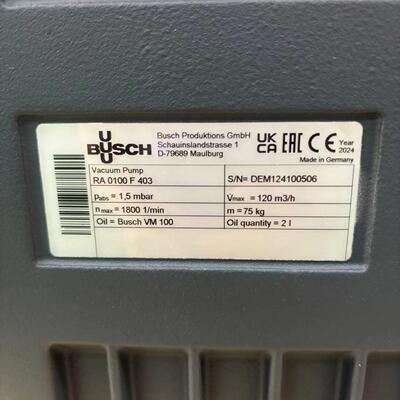 BUSCH
Busch Produktions GmbH
Schauinslandstrasse 1
D-79689 Maulburg
UK CA EAC CE Year 2024
Made in Germany
Vacuum Pump
RA 0100 F 403 S/N= DEM124100506
pabs = 1,5 mbar Vmax = 120 m3/h
nmax = 1800 1/min m = 75 kg
Oil = Busch VM 100 Oil quantity = 2 l